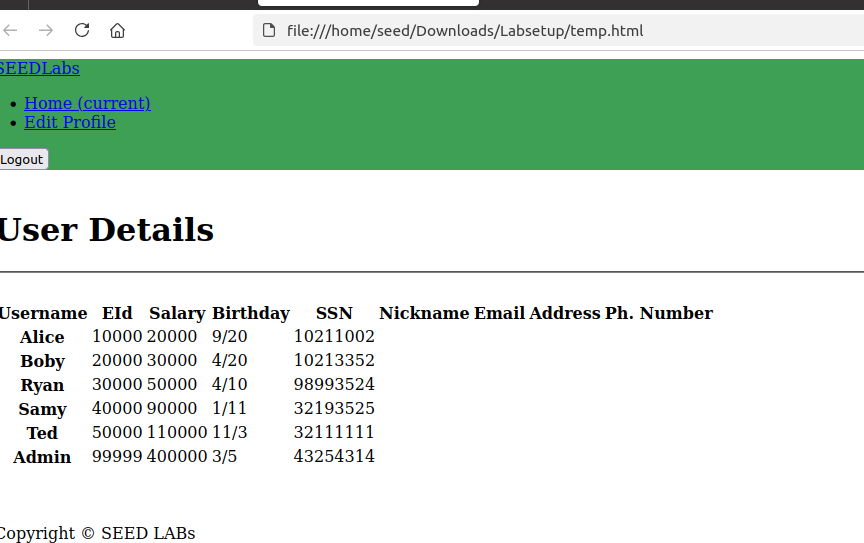 file:///home/seed/Downloads/Labsetup/temp.html
SEEDLabs
Home (current)
Edit Profile
Logout
User Details
Username EId Salary Birthday SSN Nickname Email Address Ph. Number
Alice 10000 20000 9/20 10211002
Boby 20000 30000 4/20 10213352
Ryan 30000 50000 4/10 98993524
Samy 40000 90000 1/11 32193525
Ted 50000 110000 11/3 32111111
Admin 99999 400000 3/5 43254314
Copyright © SEED LABs